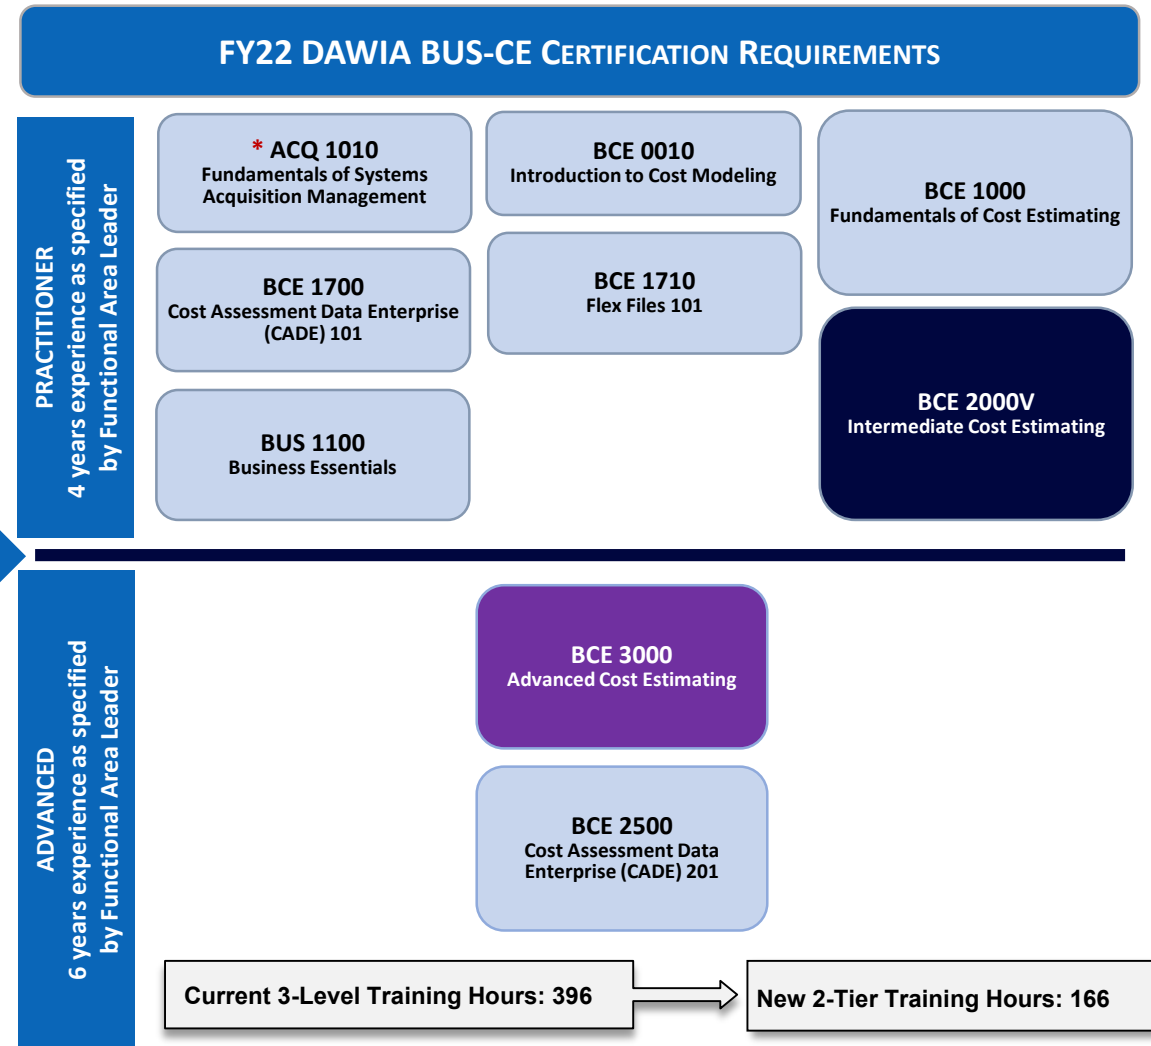 FY22 DAWIA BUS-CE CERTIFICATION REQUIREMENTS
PRACTITIONER
4 years experience as specified
by Functional Area Leader
* ACQ 1010
Fundamentals of Systems
Acquisition Management
BCE 0010
Introduction to Cost Modeling
BCE 1000
Fundamentals of Cost Estimating
BCE 1700
Cost Assessment Data Enterprise
(CADE) 101
BCE 1710
Flex Files 101
BCE 2000V
Intermediate Cost Estimating
BUS 1100
Business Essentials
ADVANCED
6 years experience as specified
by Functional Area Leader
BCE 3000
Advanced Cost Estimating
BCE 2500
Cost Assessment Data
Enterprise (CADE) 201
Current 3-Level Training Hours: 396
New 2-Tier Training Hours: 166